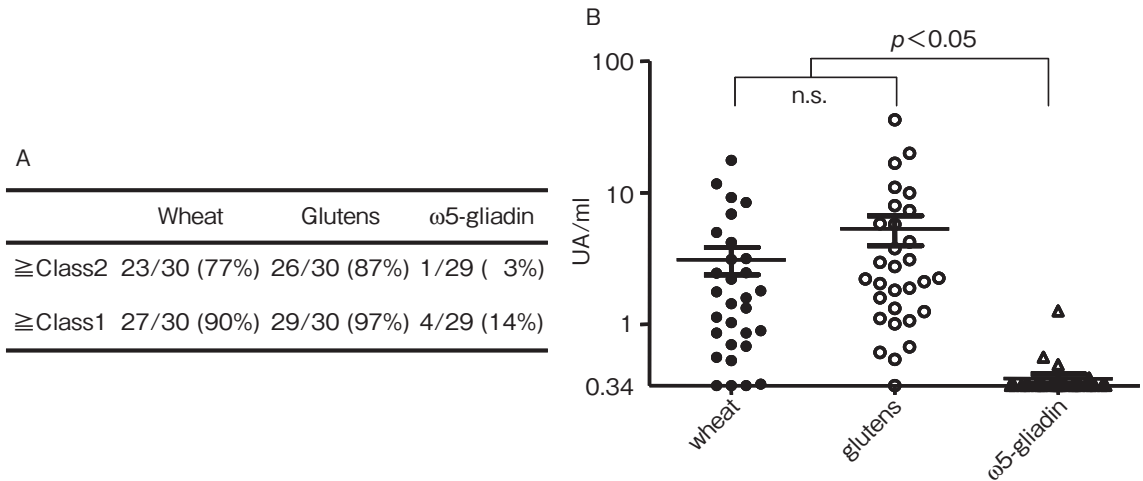 A
Wheat Glutens ω5-gliadin
≧Class2 23/30 (77%) 26/30 (87%) 1/29 ( 3%)
≧Class1 27/30 (90%) 29/30 (97%) 4/29 (14%)
B
p＜0.05
n.s.
100
10
1
0.34
UA/ml
wheat
glutens
ω5-gliadin